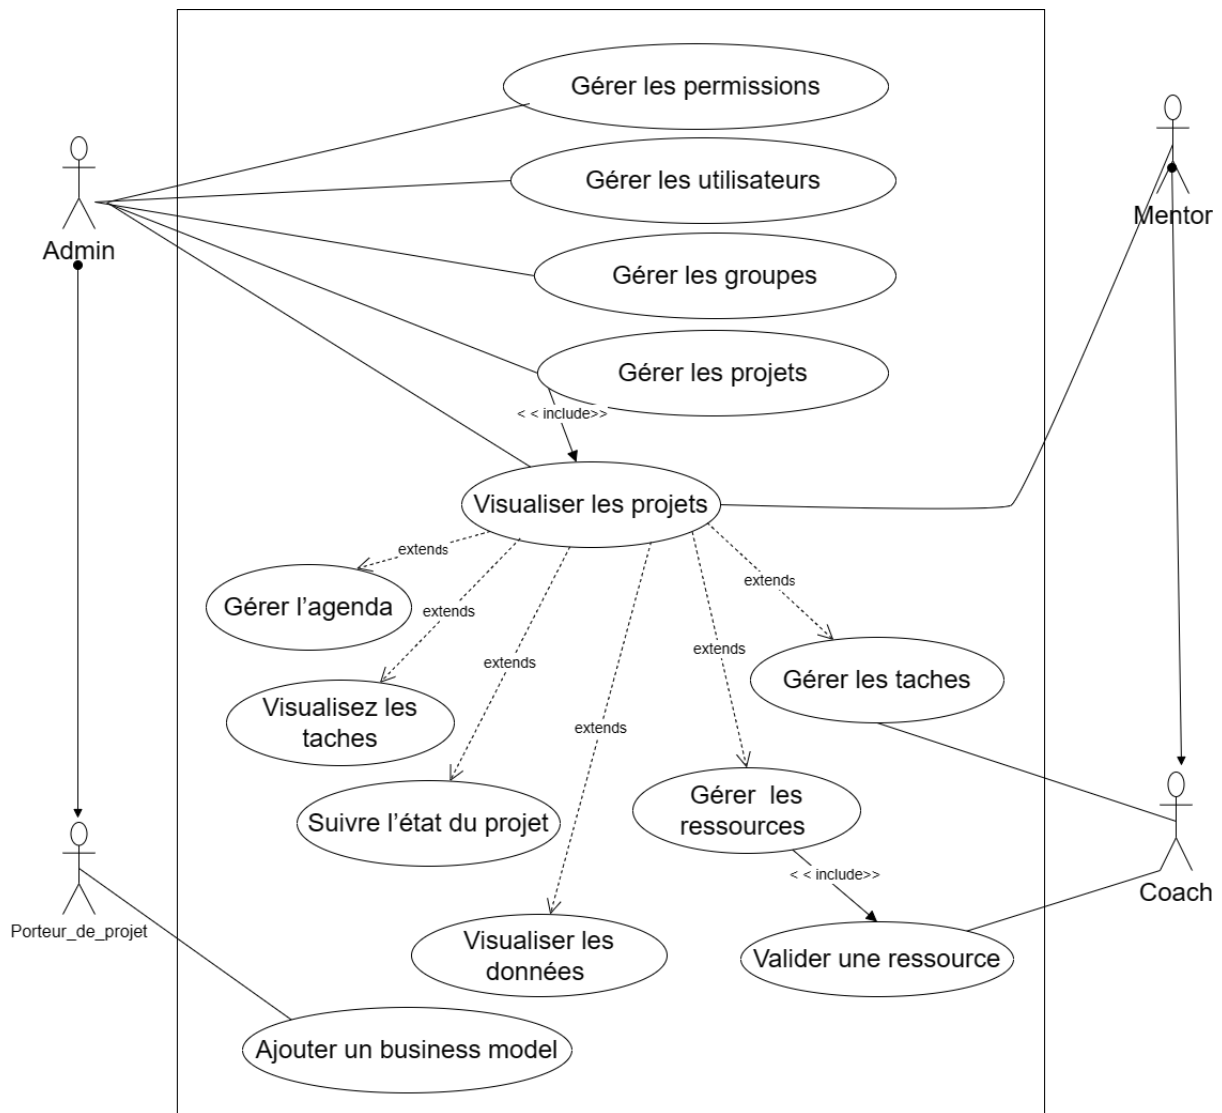 Gérer les permissions
Gérer les utilisateurs
Mentor
Admin
Gérer les groupes
Gérer les projets
< < include>>
Visualiser les projets
extends
extends
extends
extends
extends
extends
Gérer l'agenda
Gérer les taches
Visualisez les
taches
Gérer  les
ressources
Suivre l'état du projet
< < include>>
Coach
Porteur_de_projet
Visualiser les
données
Valider une ressource
Ajouter un business model